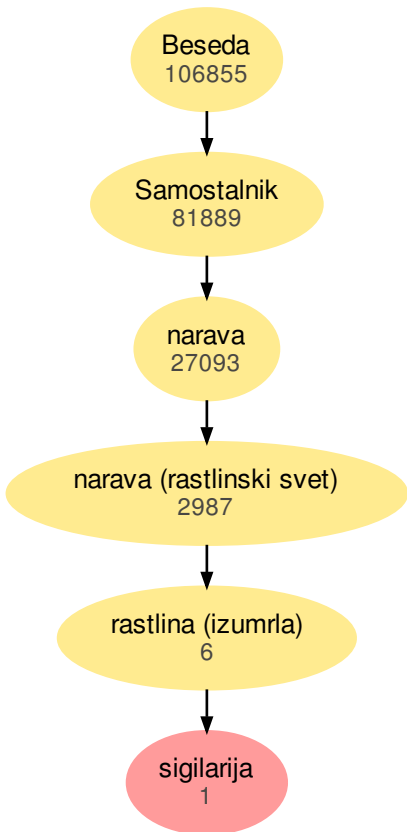 Beseda
106855
Samostalnik
81889
narava
27093
narava (rastlinski svet)
2987
rastlina (izumrla)
6
sigilarija
1